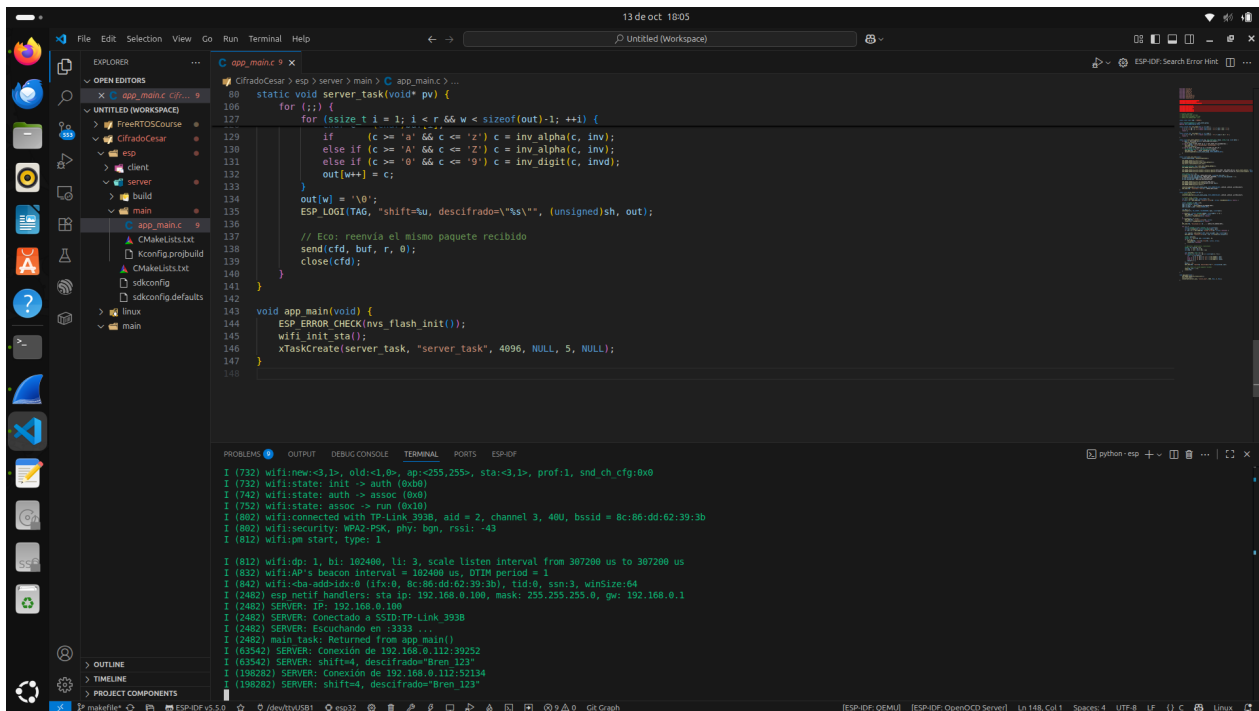 13 de oct 18:05
File Edit Selection View Go Run Terminal Help
Untitled (Workspace)
EXPLORER
OPEN EDITORS
app_main.c Cifr... 9
UNTITLED (WORKSPACE)
FreeRTOSCourse
CifradoCesar
esp
client
server
build
main
app_main.c 9
CMakeLists.txt
Kconfig.projbuild
CMakeLists.txt
sdkconfig
sdkconfig.defaults
linux
main
OUTLINE
TIMELINE
PROJECT COMPONENTS
553
app_main.c 9
ESP-IDF: Search Error Hint
CifradoCesar > esp > server > main > C app_main.c > ...
80 static void server_task(void* pv) {
106 for (;;) {
127 for (ssize_t i = 1; i < r && w < sizeof(out)-1; ++i) {
129 if (c >= 'a' && c <= 'z') c = inv_alpha(c, inv);
130 else if (c >= 'A' && c <= 'Z') c = inv_alpha(c, inv);
131 else if (c >= '0' && c <= '9') c = inv_digit(c, invd);
132 out[w++] = c;
133 }
134 out[w] = '\0';
135 ESP_LOGI(TAG, "shift=%u, descifrado=\"%s\"", (unsigned)sh, out);
136
137 // Eco: reenvia el mismo paquete recibido
138 send(cfd, buf, r, 0);
139 close(cfd);
140 }
141 }
142
143 void app_main(void) {
144 ESP_ERROR_CHECK(nvs_flash_init());
145 wifi_init_sta();
146 xTaskCreate(server_task, "server_task", 4096, NULL, 5, NULL);
147 }
148
PROBLEMS 9 OUTPUT DEBUG CONSOLE TERMINAL PORTS ESP-IDF
python - esp
I (732) wifi:new:<3,1>, old:<1,0>, ap:<255,255>, sta:<3,1>, prof:1, snd_ch_cfg:0x0
I (732) wifi:state: init -> auth (0xb0)
I (742) wifi:state: auth -> assoc (0x0)
I (752) wifi:state: assoc -> run (0x10)
I (802) wifi:connected with TP-Link_393B, aid = 2, channel 3, 40U, bssid = 8c:86:dd:62:39:3b
I (802) wifi:security: WPA2-PSK, phy: bgn, rssi: -43
I (812) wifi:pm start, type: 1
I (812) wifi:dp: 1, bi: 102400, li: 3, scale listen interval from 307200 us to 307200 us
I (832) wifi:AP's beacon interval = 102400 us, DTIM period = 1
I (842) wifi:<ba-add>idx:0 (ifx:0, 8c:86:dd:62:39:3b), tid:0, ssn:3, winSize:64
I (2482) esp_netif_handlers: sta ip: 192.168.0.100, mask: 255.255.255.0, gw: 192.168.0.1
I (2482) SERVER: IP: 192.168.0.100
I (2482) SERVER: Conectado a SSID:TP-Link_393B
I (2482) SERVER: Escuchando en :3333 ...
I (2482) main_task: Returned from app_main()
I (63542) SERVER: Conexión de 192.168.0.112:39252
I (63542) SERVER: shift=4, descifrado="Bren_123"
I (198282) SERVER: Conexión de 192.168.0.112:52134
I (198282) SERVER: shift=4, descifrado="Bren_123"
makefile* ESP-IDF v5.5.0 /dev/ttyUSB1 esp32 9 0 Git Graph [ESP-IDF: QEMU] [ESP-IDF: OpenOCD Server] Ln 148, Col 1 Spaces: 4 UTF-8 LF {} C Linux